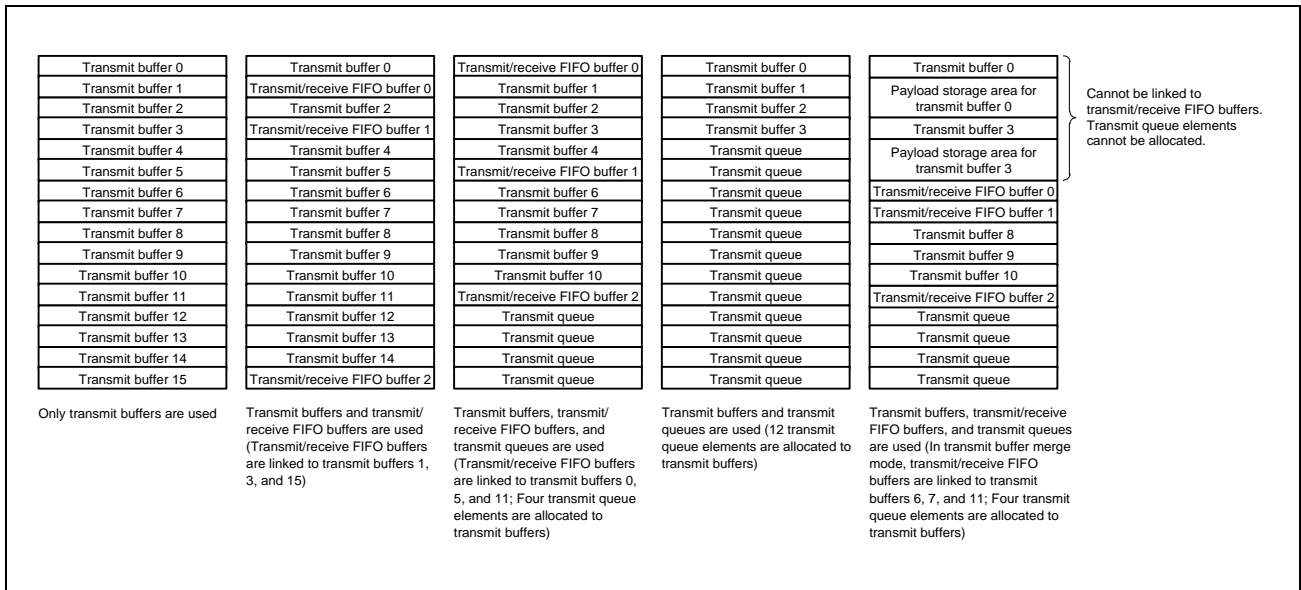 Transmit buffer 0
Transmit buffer 1
Transmit buffer 2
Transmit buffer 3
Transmit buffer 4
Transmit buffer 5
Transmit buffer 6
Transmit buffer 7
Transmit buffer 8
Transmit buffer 9
Transmit buffer 10
Transmit buffer 11
Transmit buffer 12
Transmit buffer 13
Transmit buffer 14
Transmit buffer 15
Only transmit buffers are used
Transmit buffer 0
Transmit/receive FIFO buffer 0
Transmit buffer 2
Transmit/receive FIFO buffer 1
Transmit buffer 4
Transmit buffer 5
Transmit buffer 6
Transmit buffer 7
Transmit buffer 8
Transmit buffer 9
Transmit buffer 10
Transmit buffer 11
Transmit buffer 12
Transmit buffer 13
Transmit buffer 14
Transmit/receive FIFO buffer 2
Transmit buffers and transmit/
receive FIFO buffers are used
(Transmit/receive FIFO buffers
are linked to transmit buffers 1,
3, and 15)
Transmit/receive FIFO buffer 0
Transmit buffer 1
Transmit buffer 2
Transmit buffer 3
Transmit buffer 4
Transmit/receive FIFO buffer 1
Transmit buffer 6
Transmit buffer 7
Transmit buffer 8
Transmit buffer 9
Transmit buffer 10
Transmit/receive FIFO buffer 2
Transmit queue
Transmit queue
Transmit queue
Transmit queue
Transmit buffers, transmit/
receive FIFO buffers, and
transmit queues are used
(Transmit/receive FIFO buffers
are linked to transmit buffers 0,
5, and 11; Four transmit queue
elements are allocated to
transmit buffers)
Transmit buffer 0
Transmit buffer 1
Transmit buffer 2
Transmit buffer 3
Transmit queue
Transmit queue
Transmit queue
Transmit queue
Transmit queue
Transmit queue
Transmit queue
Transmit queue
Transmit queue
Transmit queue
Transmit queue
Transmit queue
Transmit buffers and transmit
queues are used (12 transmit
queue elements are allocated to
transmit buffers)
Transmit buffer 0
Payload storage area for
transmit buffer 0
Transmit buffer 3
Payload storage area for
transmit buffer 3
Transmit/receive FIFO buffer 0
Transmit/receive FIFO buffer 1
Transmit buffer 8
Transmit buffer 9
Transmit buffer 10
Transmit/receive FIFO buffer 2
Transmit queue
Transmit queue
Transmit queue
Transmit queue
Transmit buffers, transmit/receive
FIFO buffers, and transmit queues
are used (In transmit buffer merge
mode, transmit/receive FIFO
buffers are linked to transmit
buffers 6, 7, and 11; Four transmit
queue elements are allocated to
transmit buffers)
Cannot be linked to
transmit/receive FIFO buffers.
Transmit queue elements
cannot be allocated.